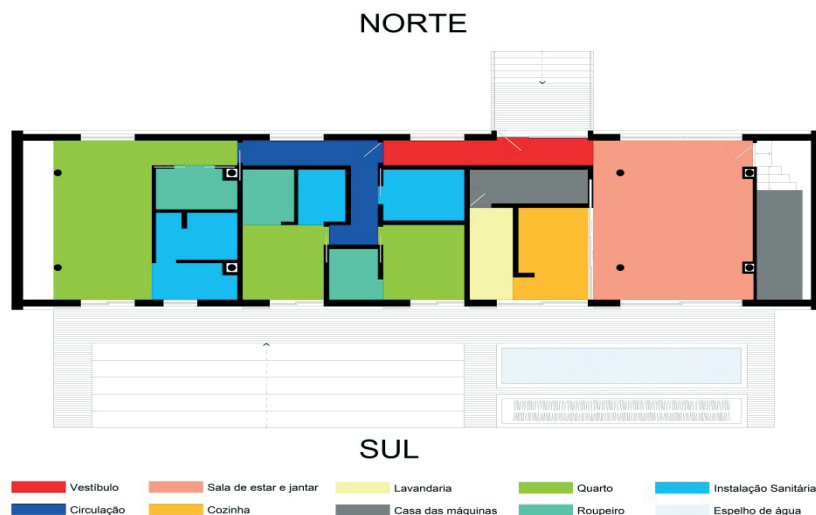 NORTE
SUL
Vestíbulo
Sala de estar e jantar
Lavandaria
Quarto
Instalação Sanitária
Circulação
Cozinha
Casa das máquinas
Roupeiro
Espelho de água